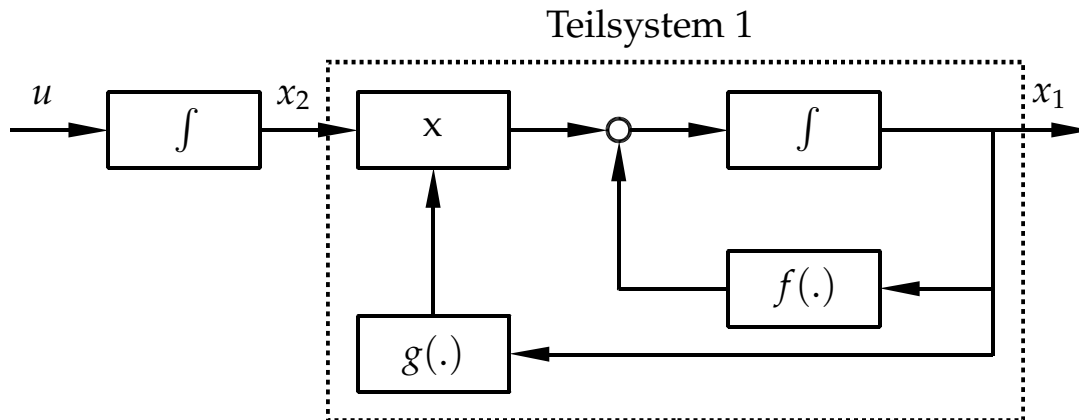 Teilsystem 1
u
∫
x₂
x
∫
x₁
f(.)
g(.)